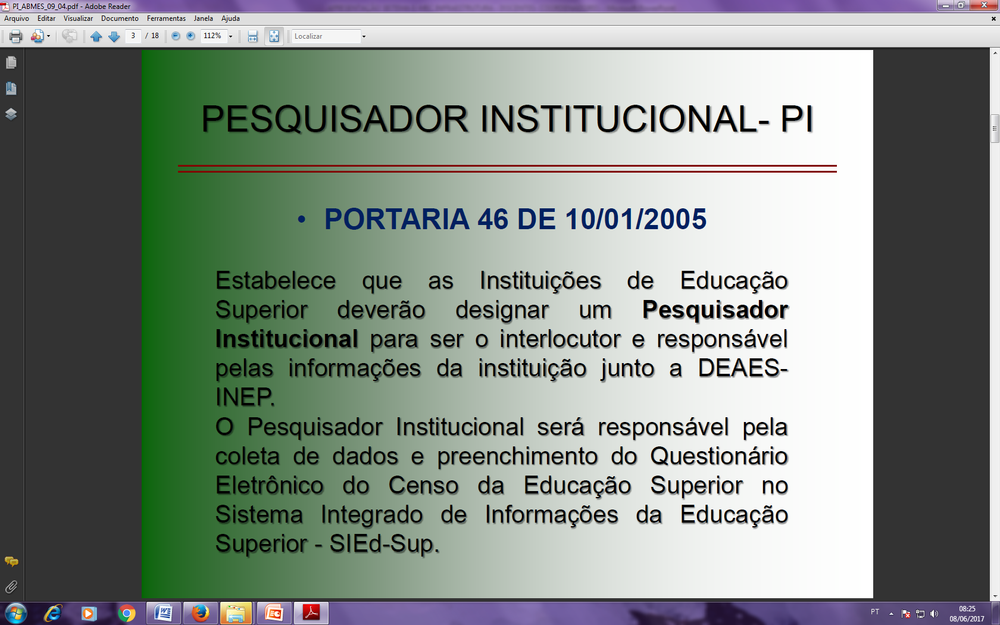 PI_ABMES_09_04.pdf - Adobe Reader
Arquivo Editar Visualizar Documento Ferramentas Janela Ajuda
3 / 18 112% Localizar
PESQUISADOR INSTITUCIONAL- PI
• PORTARIA 46 DE 10/01/2005
Estabelece que as Instituições de Educação
Superior deverão designar um Pesquisador
Institucional para ser o interlocutor e responsável
pelas informações da instituição junto a DEAES-
INEP.
O Pesquisador Institucional será responsável pela
coleta de dados e preenchimento do Questionário
Eletrônico do Censo da Educação Superior no
Sistema Integrado de Informações da Educação
Superior - SIEd-Sup.
PT
08:25
08/06/2017